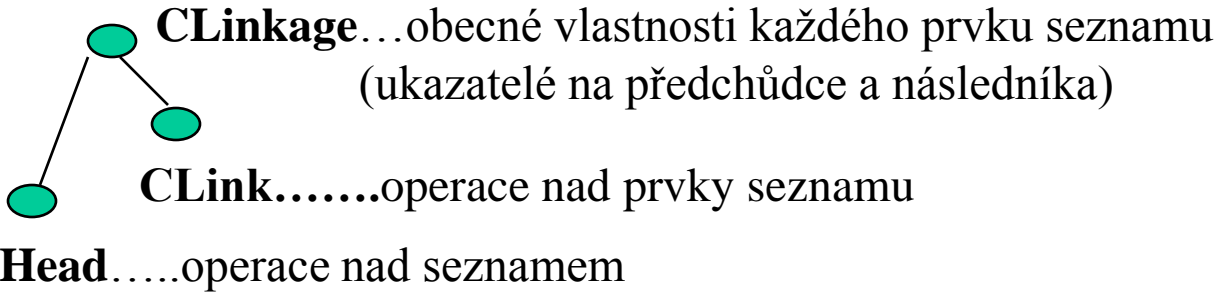 CLinkage…obecné vlastnosti každého prvku seznamu
(ukazatelé na předchůdce a následníka)
CLink…….operace nad prvky seznamu
Head…..operace nad seznamem